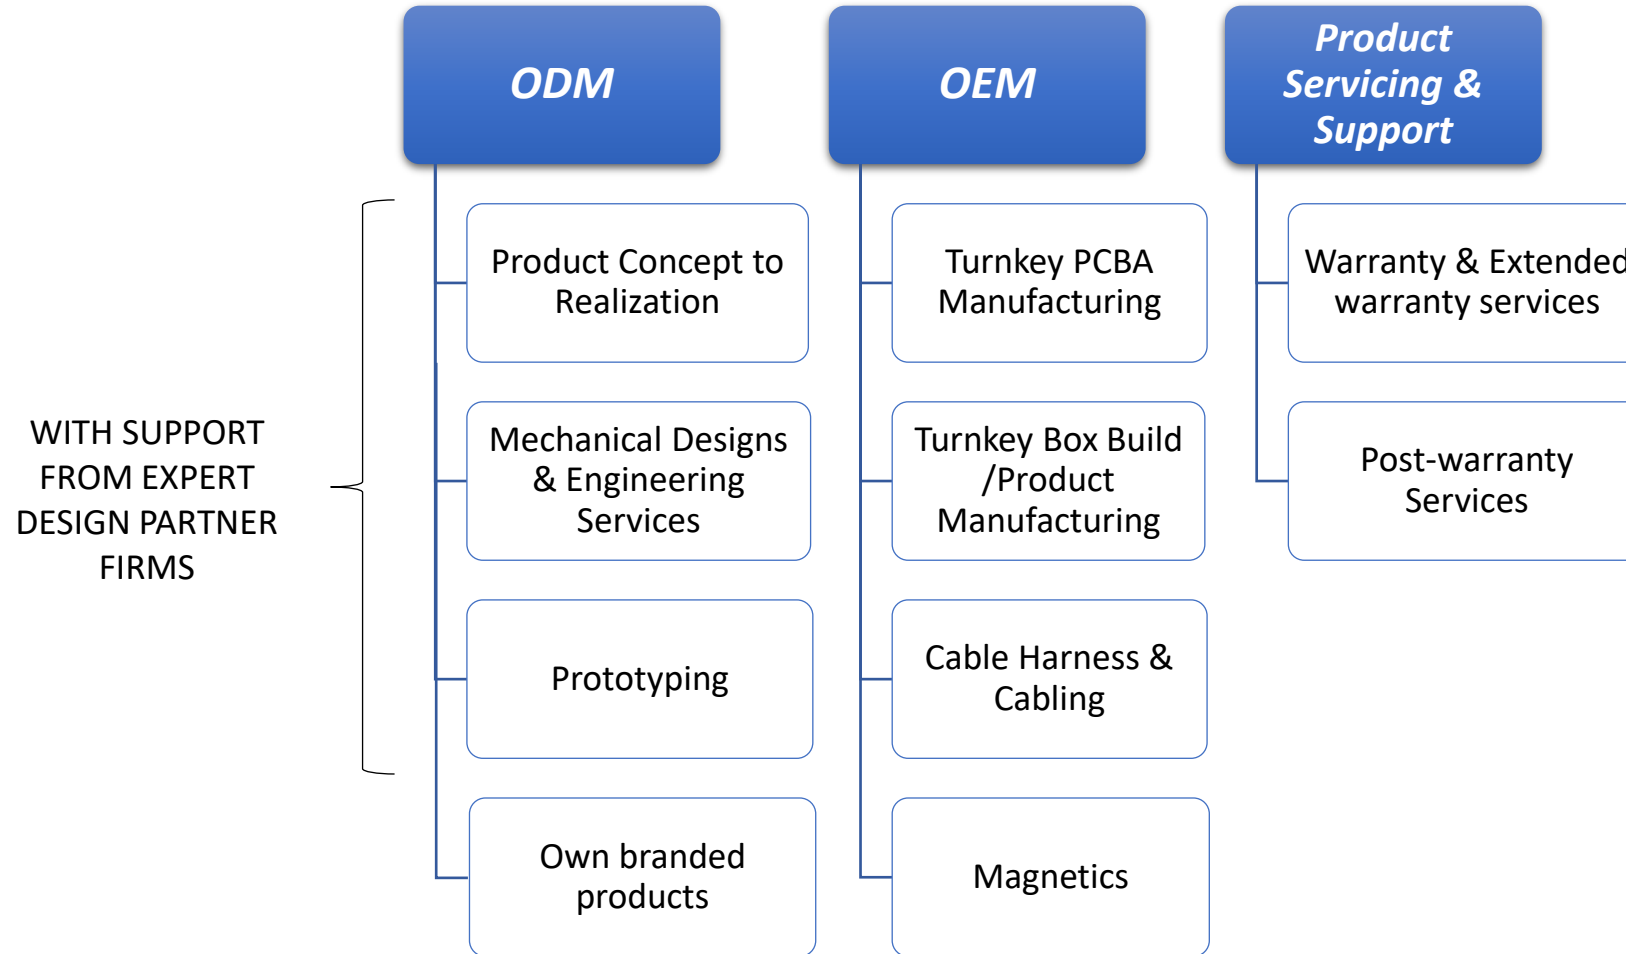 ODM
OEM
Product
Servicing &
Support
WITH SUPPORT
FROM EXPERT
DESIGN PARTNER
FIRMS
Product Concept to
Realization
Mechanical Designs
& Engineering
Services
Prototyping
Own branded
products
Turnkey PCBA
Manufacturing
Turnkey Box Build
/Product
Manufacturing
Cable Harness &
Cabling
Magnetics
Warranty & Extended
warranty services
Post-warranty
Services